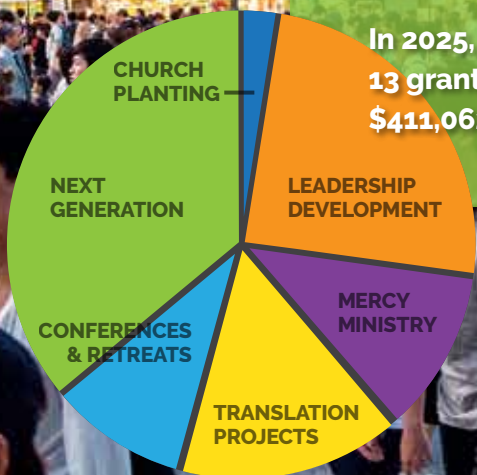 In 2025,
13 grant
$411,06
CHURCH
PLANTING
NEXT
GENERATION
LEADERSHIP
DEVELOPMENT
MERCY
MINISTRY
CONFERENCES
& RETREATS
TRANSLATION
PROJECTS